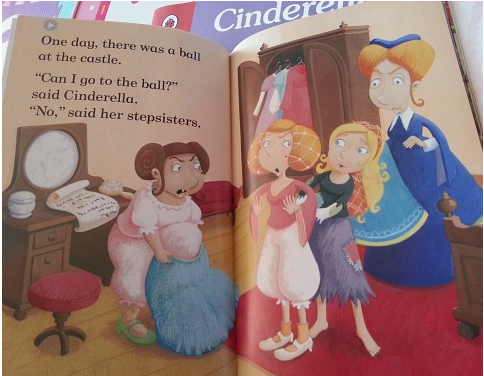 Cinderella
One day, there was a ball
at the castle.
“Can I go to the ball?”
said Cinderella.
“No,” said her stepsisters.